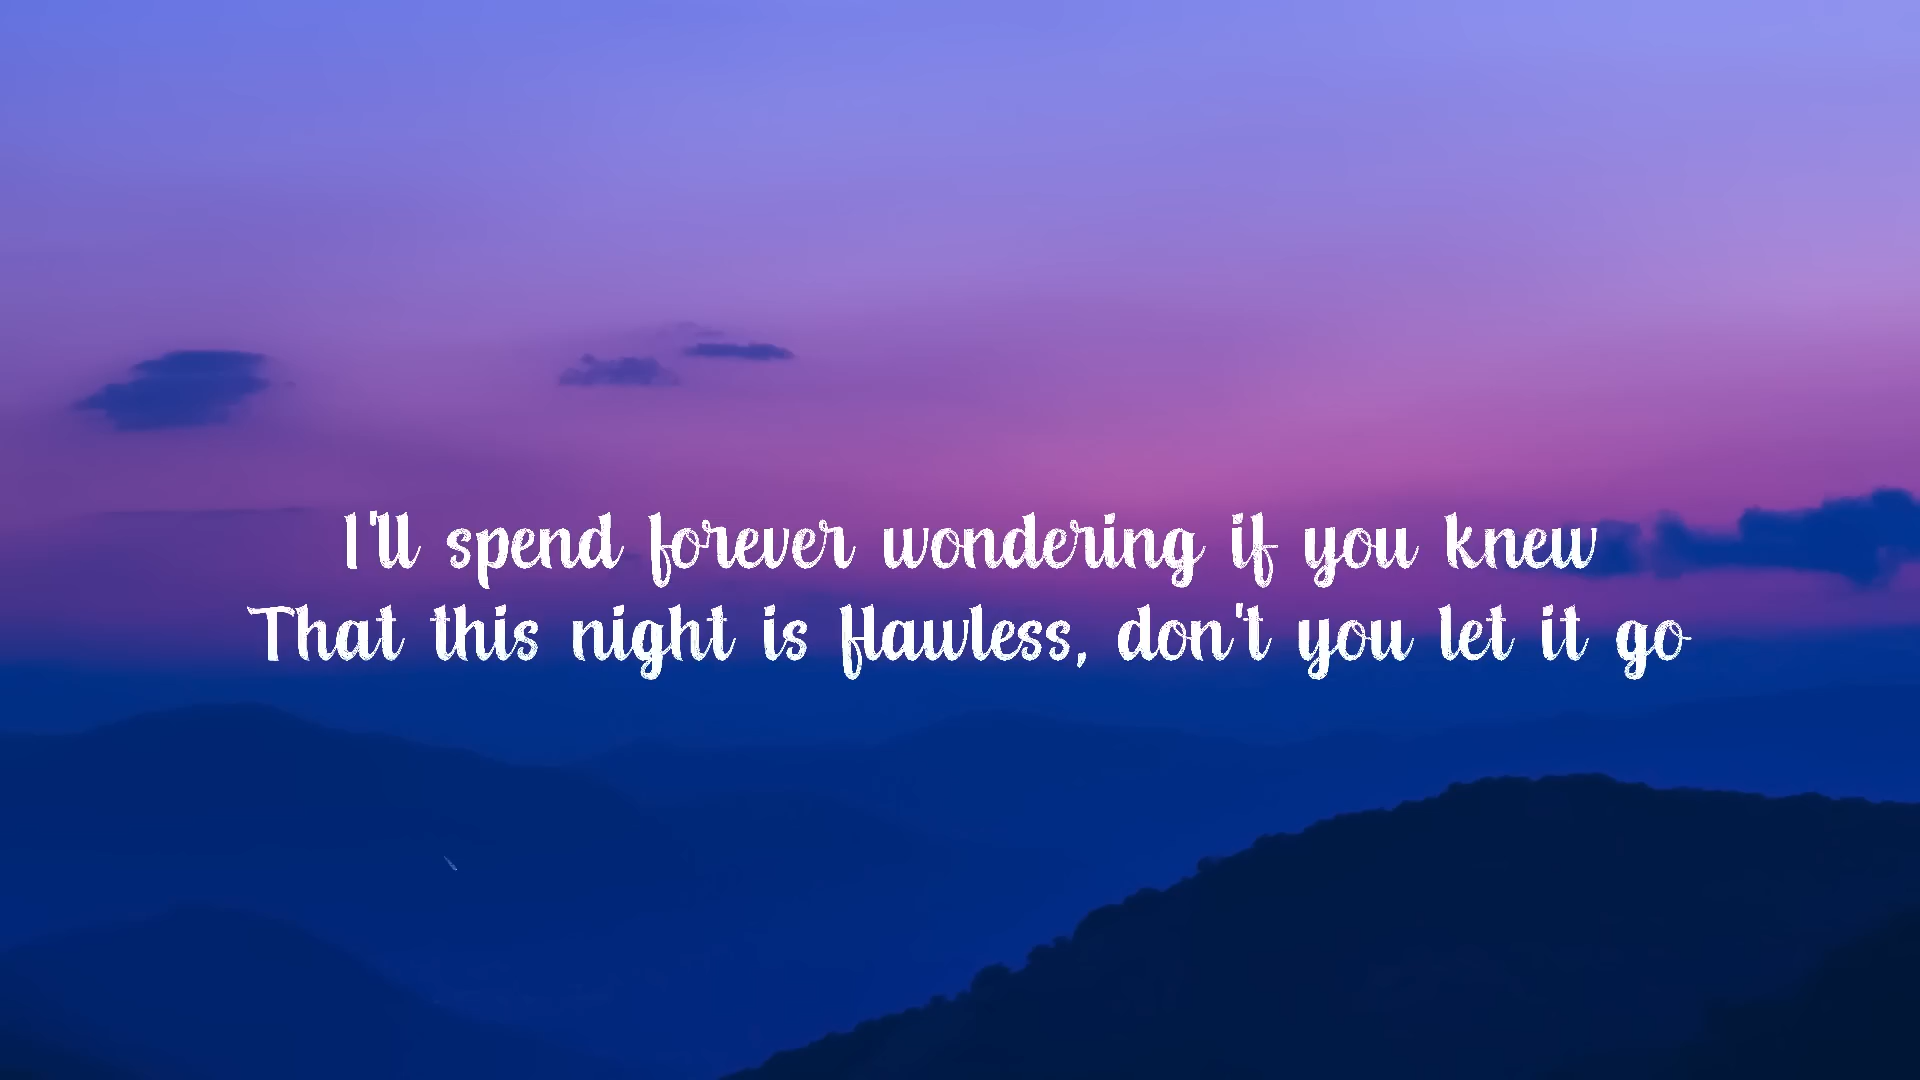 I'll spend forever wondering if you knew
That this night is flawless, don't you let it go